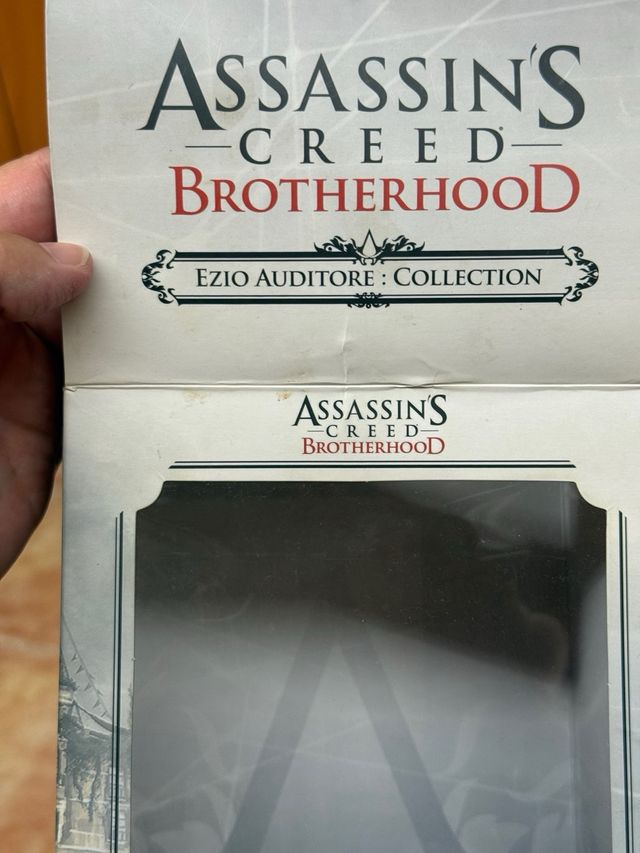 ASSASSIN'S
CREED
BROTHERHOOD
EZIO AUDITORE : COLLECTION
ASSASSIN'S
CREED
BROTHERHOOD